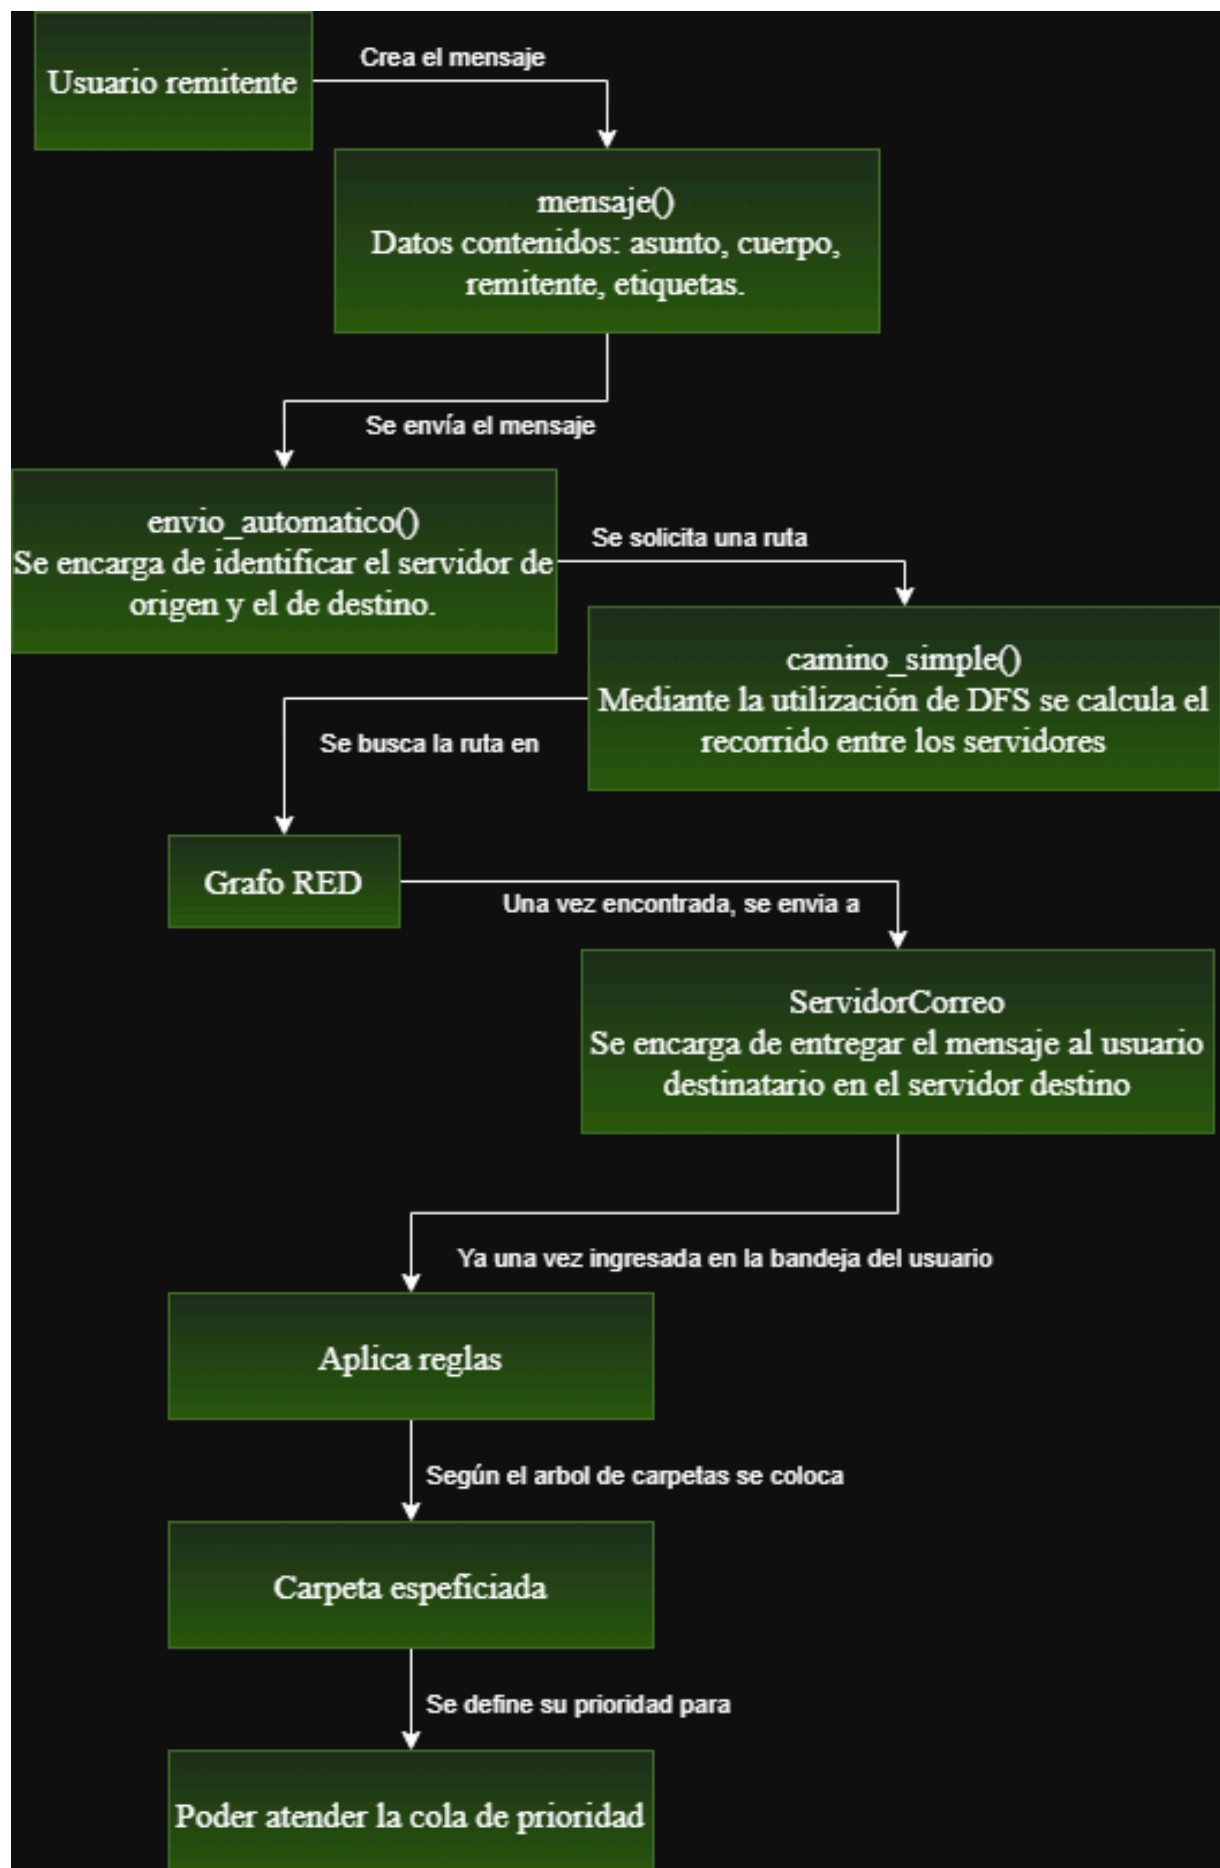 Crea el mensaje
Usuario remitente
mensaje()
Datos contenidos: asunto, cuerpo,
remitente, etiquetas.
Se envía el mensaje
envio_automatico()
Se encarga de identificar el servidor de
origen y el de destino.
Se solicita una ruta
camino_simple()
Mediante la utilización de DFS se calcula el
recorrido entre los servidores
Se busca la ruta en
Grafo RED
Una vez encontrada, se envia a
ServidorCorreo
Se encarga de entregar el mensaje al usuario
destinatario en el servidor destino
Ya una vez ingresada en la bandeja del usuario
Aplica reglas
Según el arbol de carpetas se coloca
Carpeta espeficiada
Se define su prioridad para
Poder atender la cola de prioridad